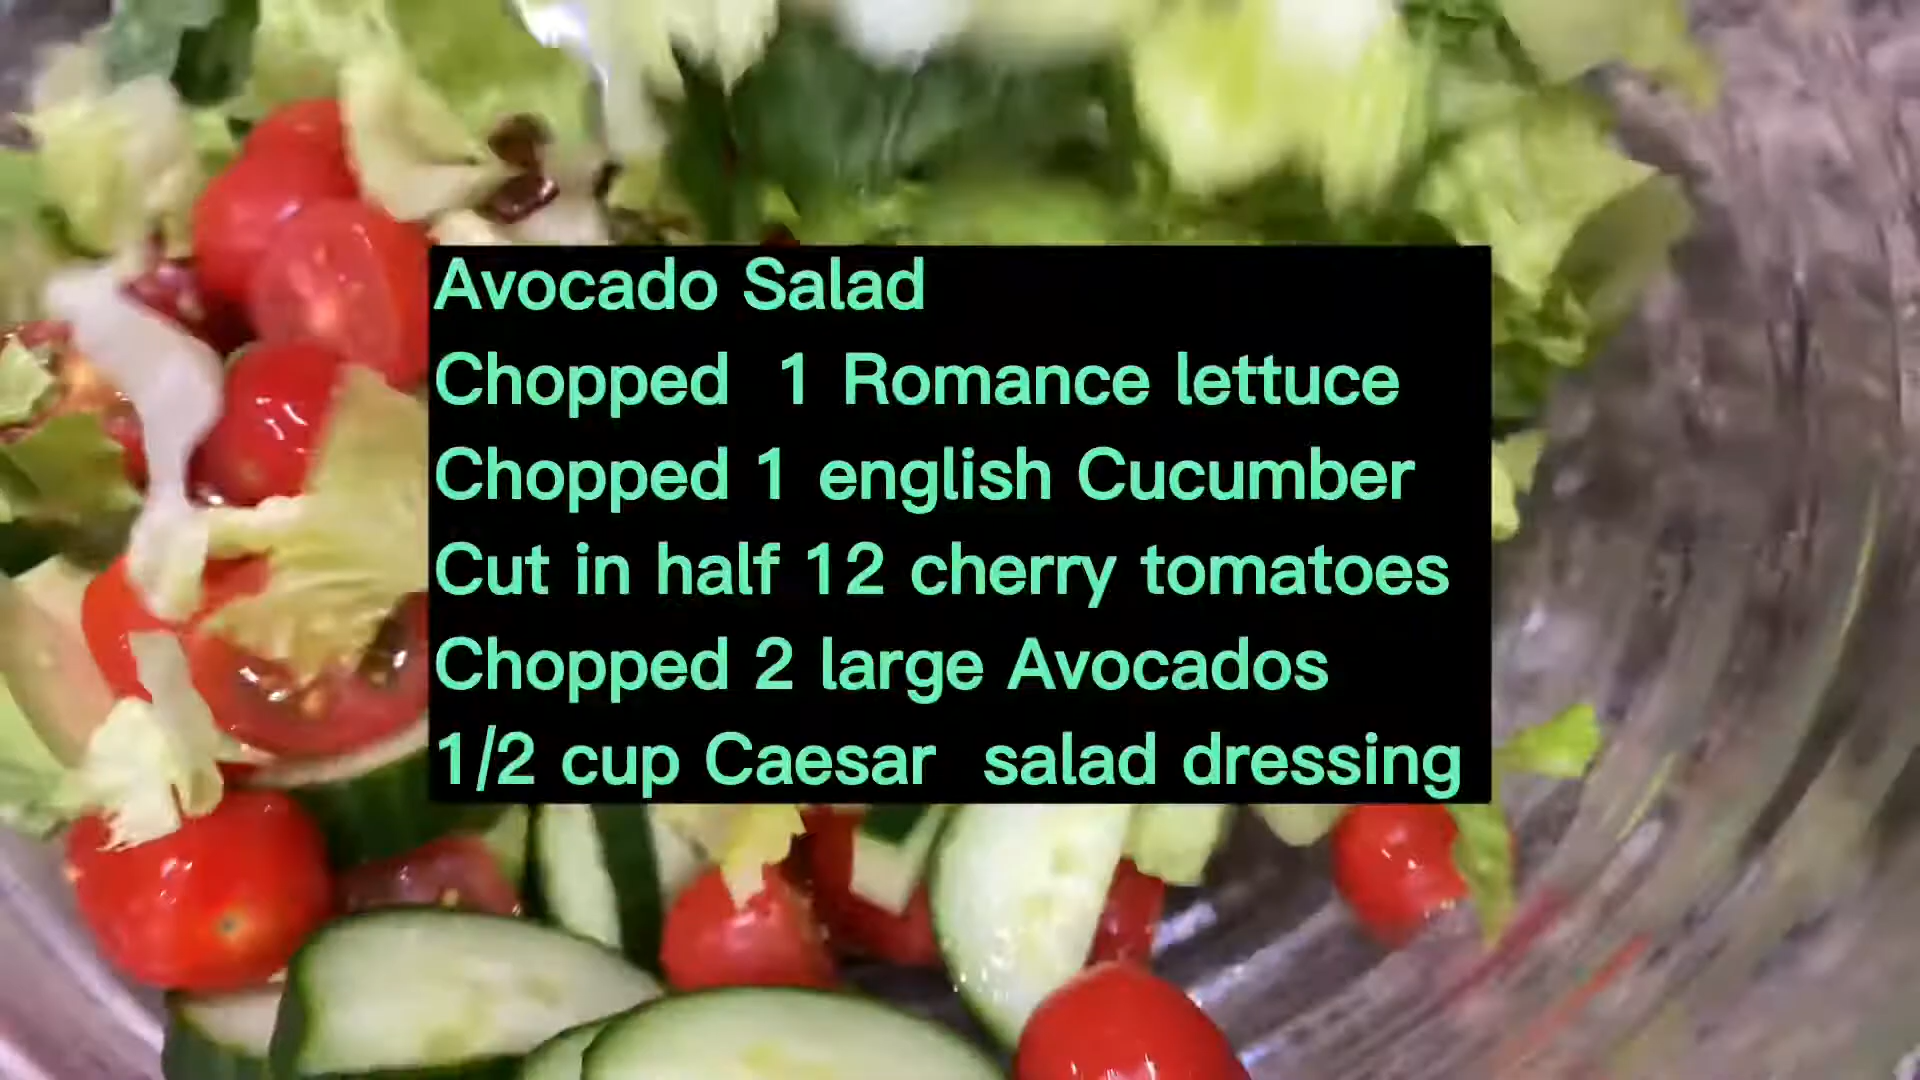 Avocado Salad
Chopped  1 Romance lettuce
Chopped 1 english Cucumber
Cut in half 12 cherry tomatoes
Chopped 2 large Avocados
1/2 cup Caesar  salad dressing